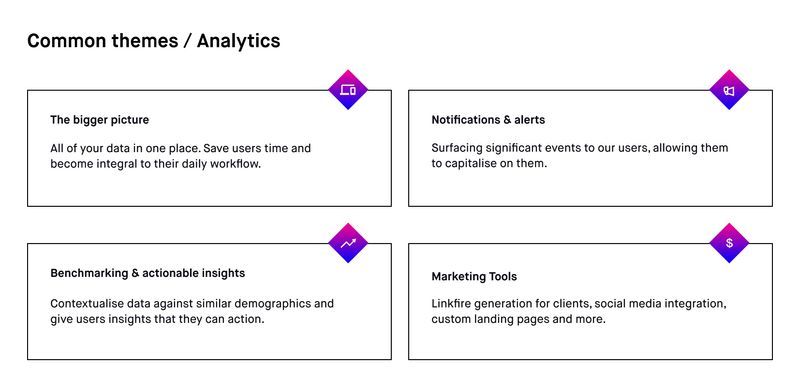 Common themes / Analytics
The bigger picture
All of your data in one place. Save users time and
become integral to their daily workflow.
Notifications & alerts
Surfacing significant events to our users, allowing them
to capitalise on them.
Benchmarking & actionable insights
Contextualise data against similar demographics and
give users insights that they can action.
$
Marketing Tools
Linkfire generation for clients, social media integration,
custom landing pages and more.